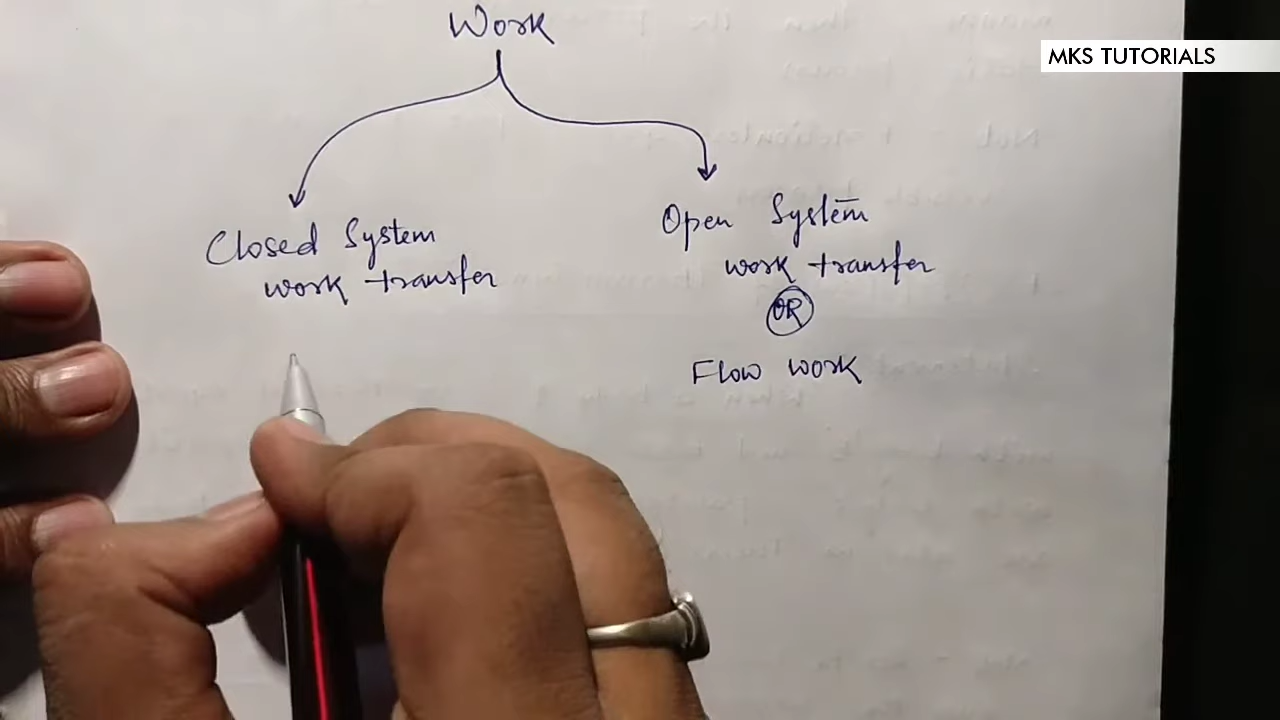 Work
MKS TUTORIALS
Closed System
work transfer
Open System
work transfer
OR
Flow work